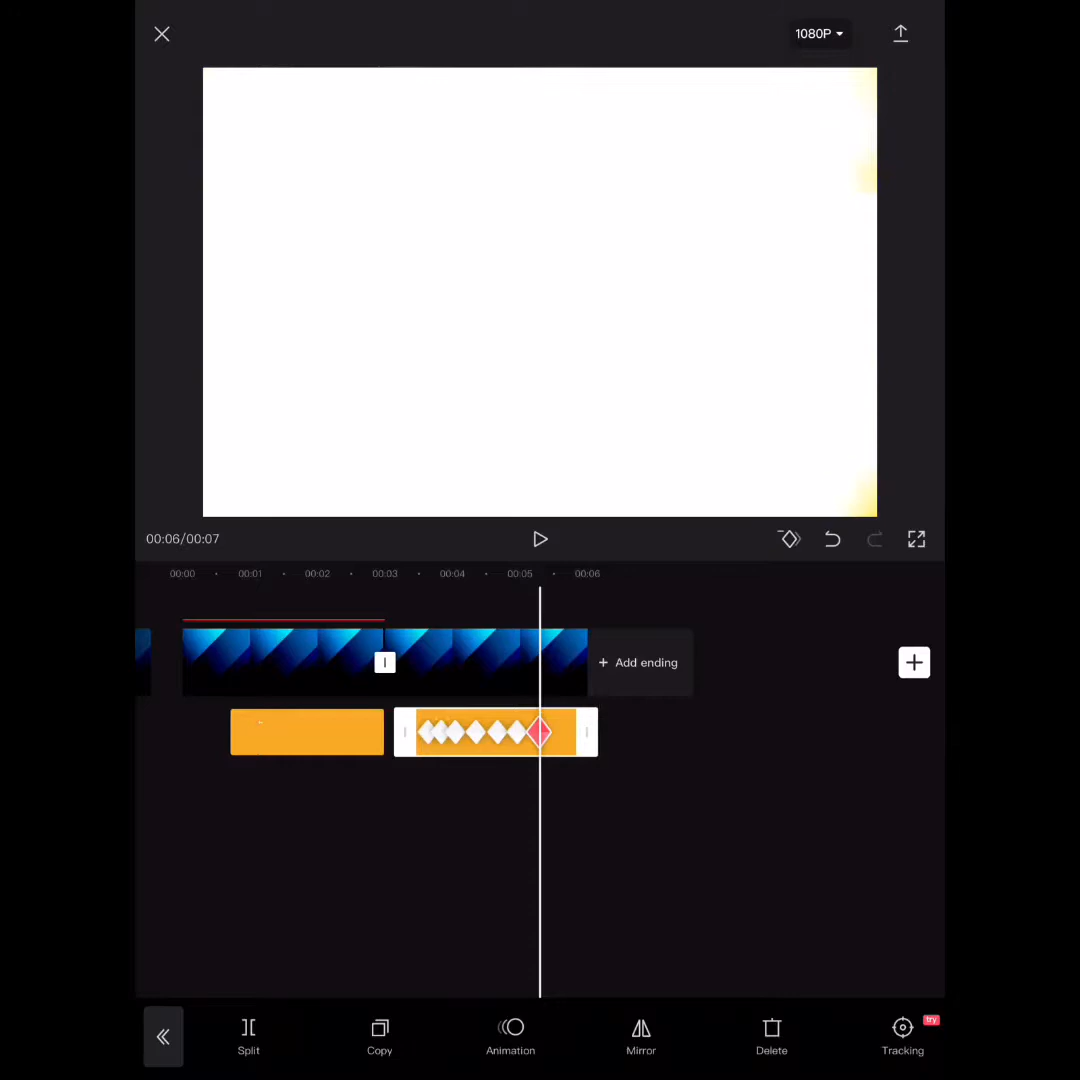 1080P
00:06/00:07
00:00 00:01 00:02 00:03 00:04 00:05 00:06
+ Add ending
try
Split Copy Animation Mirror Delete Tracking